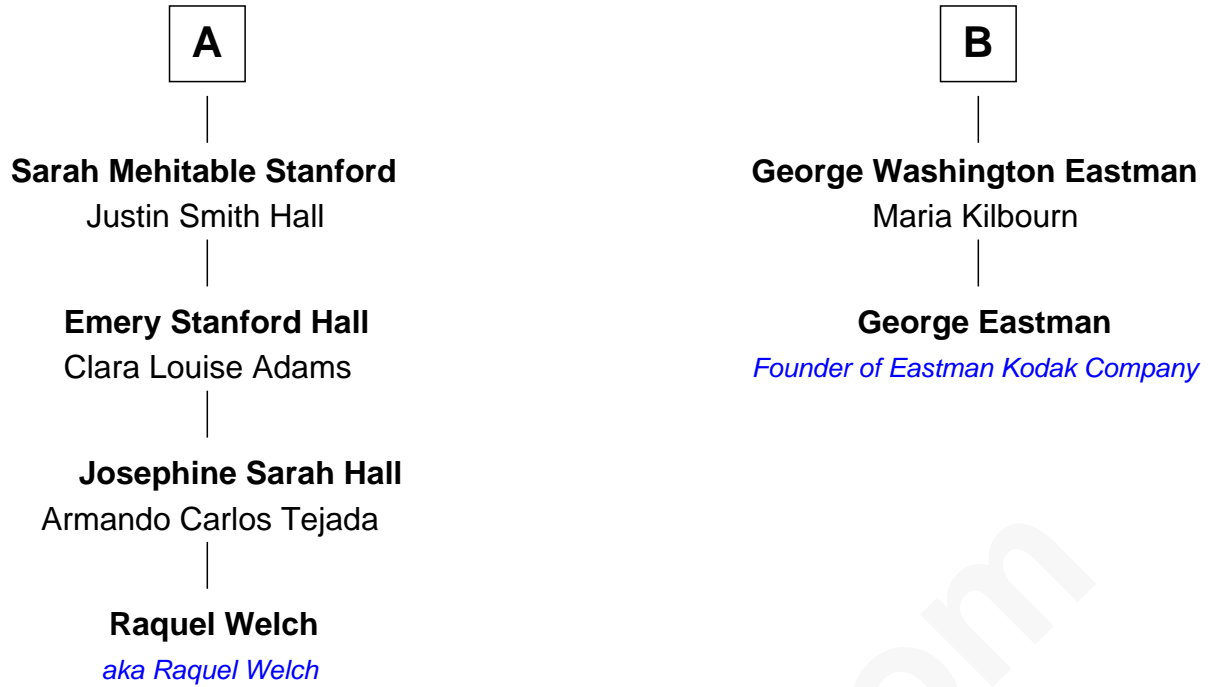 A
Sarah Mehitable Stanford
Justin Smith Hall
Emery Stanford Hall
Clara Louise Adams
Josephine Sarah Hall
Armando Carlos Tejada
Raquel Welch
aka Raquel Welch
B
George Washington Eastman
Maria Kilbourn
George Eastman
Founder of Eastman Kodak Company
om